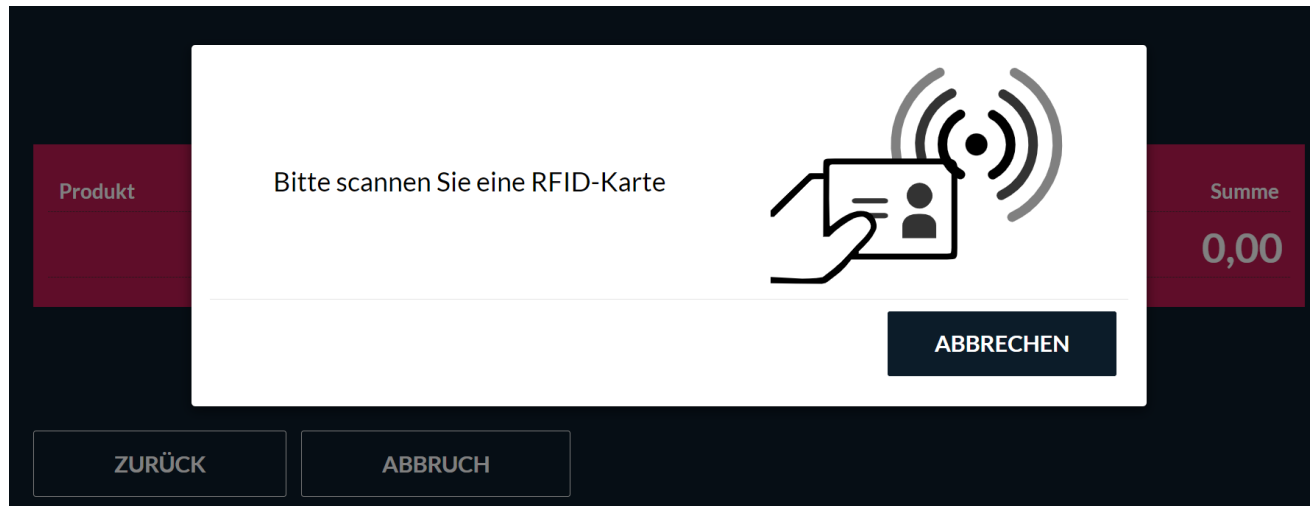 Bitte scannen Sie eine RFID-Karte
Produkt
Summe
0,00
ABBRECHEN
ZURÜCK
ABBRUCH